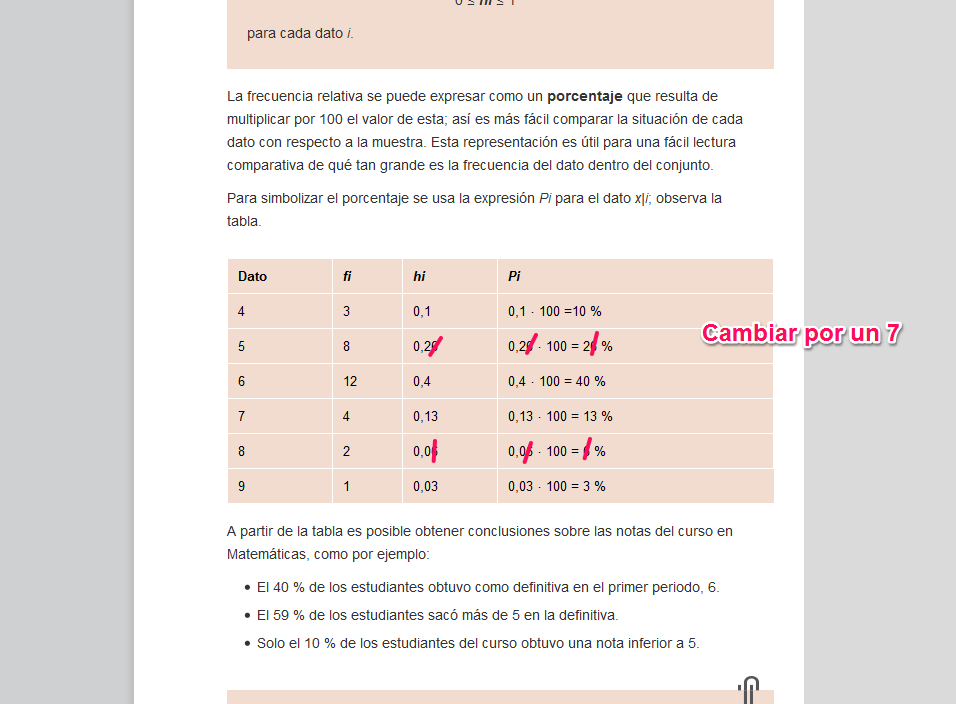 0 ≤ hi ≤ 1
para cada dato i.
La frecuencia relativa se puede expresar como un porcentaje que resulta de
multiplicar por 100 el valor de esta; así es más fácil comparar la situación de cada
dato con respecto a la muestra. Esta representación es útil para una fácil lectura
comparativa de qué tan grande es la frecuencia del dato dentro del conjunto.
Para simbolizar el porcentaje se usa la expresión Pi para el dato x|i; observa la
tabla.
Dato fi hi Pi
4 3 0,1 0,1 · 100 =10 %
Cambiar por un 7
5 8 0,26 0,26 · 100 = 26 %
6 12 0,4 0,4 · 100 = 40 %
7 4 0,13 0,13 · 100 = 13 %
8 2 0,06 0,06 · 100 = 6 %
9 1 0,03 0,03 · 100 = 3 %
A partir de la tabla es posible obtener conclusiones sobre las notas del curso en
Matemáticas, como por ejemplo:
El 40 % de los estudiantes obtuvo como definitiva en el primer periodo, 6.
El 59 % de los estudiantes sacó más de 5 en la definitiva.
Solo el 10 % de los estudiantes del curso obtuvo una nota inferior a 5.